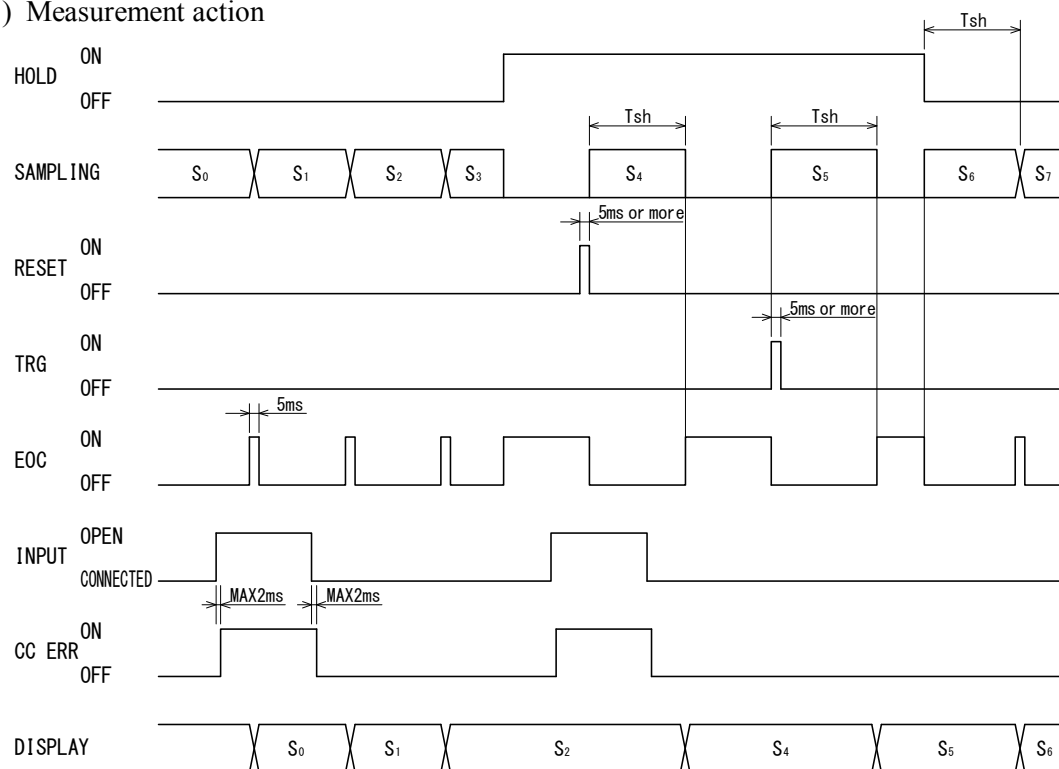 ) Measurement action
Tsh
ON
HOLD
OFF
Tsh
Tsh
SAMPLING
S₀
S₁
S₂
S₃
S₄
S₅
S₆
S₇
5ms or more
ON
RESET
OFF
5ms or more
ON
TRG
OFF
5ms
ON
EOC
OFF
OPEN
INPUT
CONNECTED
MAX2ms
MAX2ms
ON
CC ERR
OFF
DISPLAY
S₀
S₁
S₂
S₄
S₅
S₆